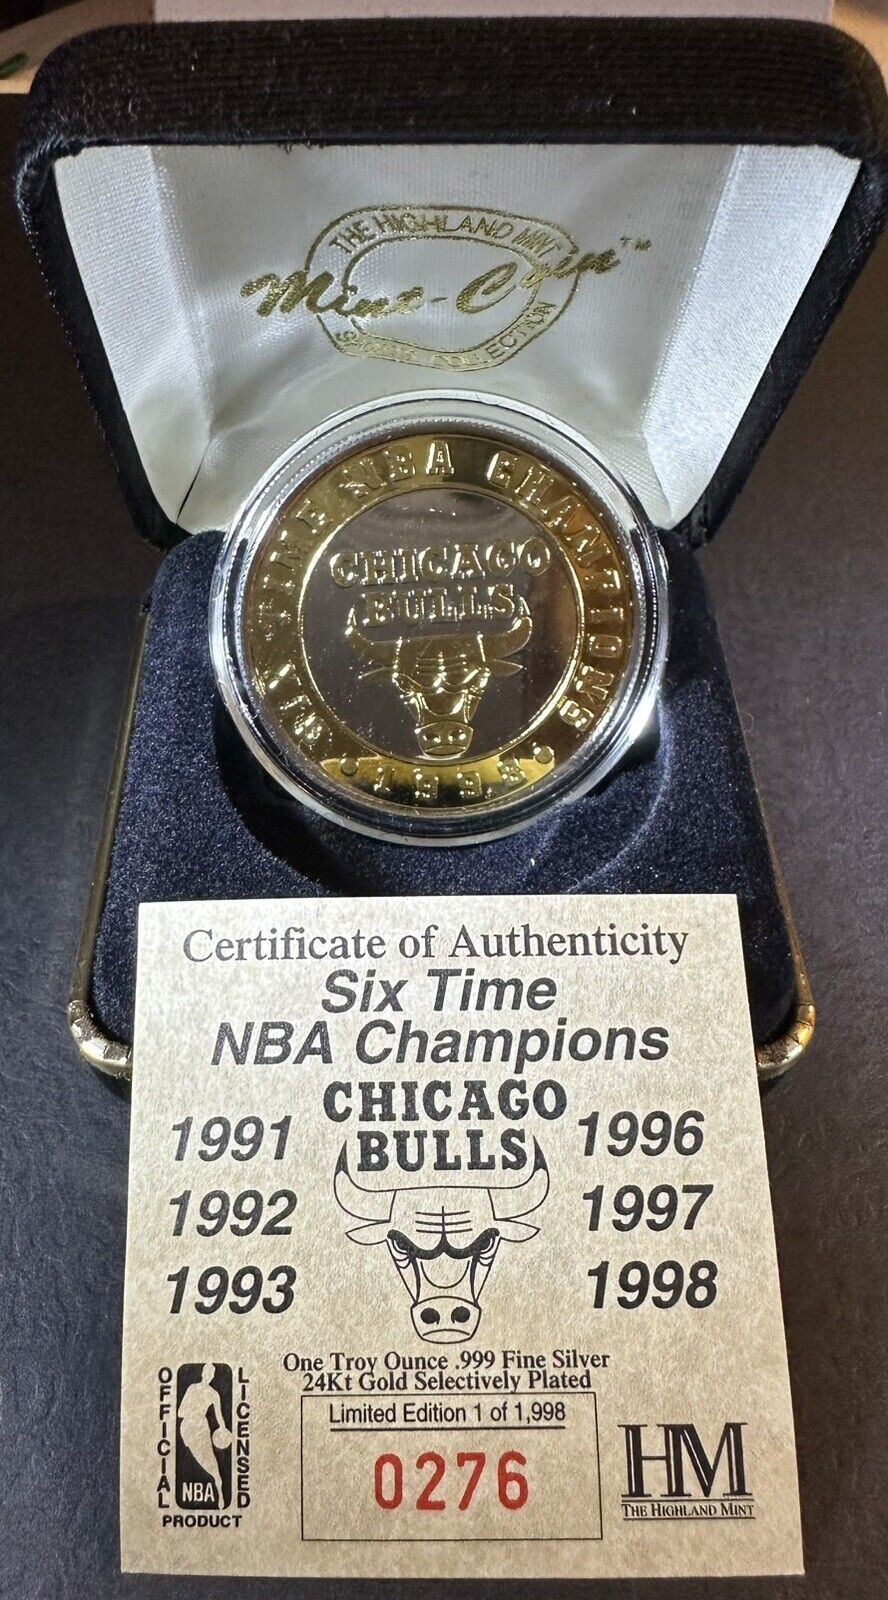 THE HIGHLAND MINT
Mint-Coin™
SPORTS COLLECTION
SIX TIME NBA CHAMPIONS
CHICAGO
BULLS
• 1998 •
Certificate of Authenticity
Six Time
NBA Champions
CHICAGO
BULLS
1991
1992
1993
1996
1997
1998
One Troy Ounce .999 Fine Silver
24Kt Gold Selectively Plated
Limited Edition 1 of 1,998
0276
OFFICIAL
LICENSED
NBA
PRODUCT
HM
THE HIGHLAND MINT